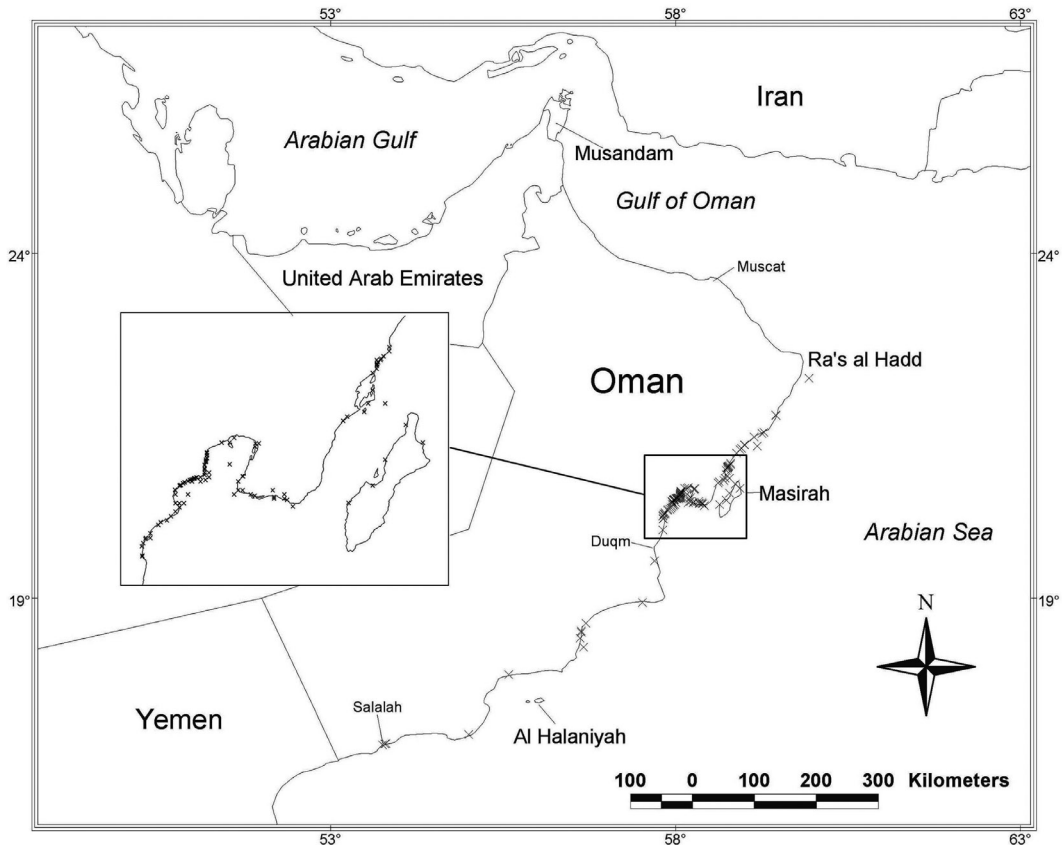 53°
58°
63°
Iran
Arabian Gulf
Musandam
Gulf of Oman
24°
24°
United Arab Emirates
Muscat
Ra's al Hadd
Oman
Masirah
Arabian Sea
Duqm
19°
19°
N
Yemen
Salalah
Al Halaniyah
100 0 100 200 300 Kilometers
53°
58°
63°